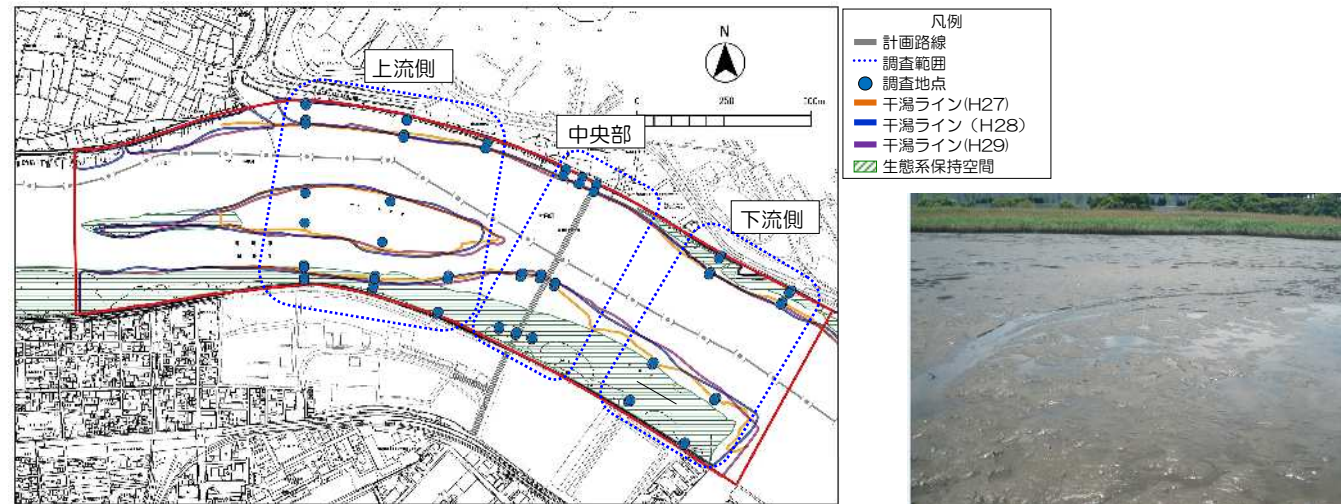 上流側
中央部
下流側
N
0
250
500m
凡例
計画路線
調査範囲
調査地点
干潟ライン(H27)
干潟ライン（H28）
干潟ライン(H29)
生態系保持空間